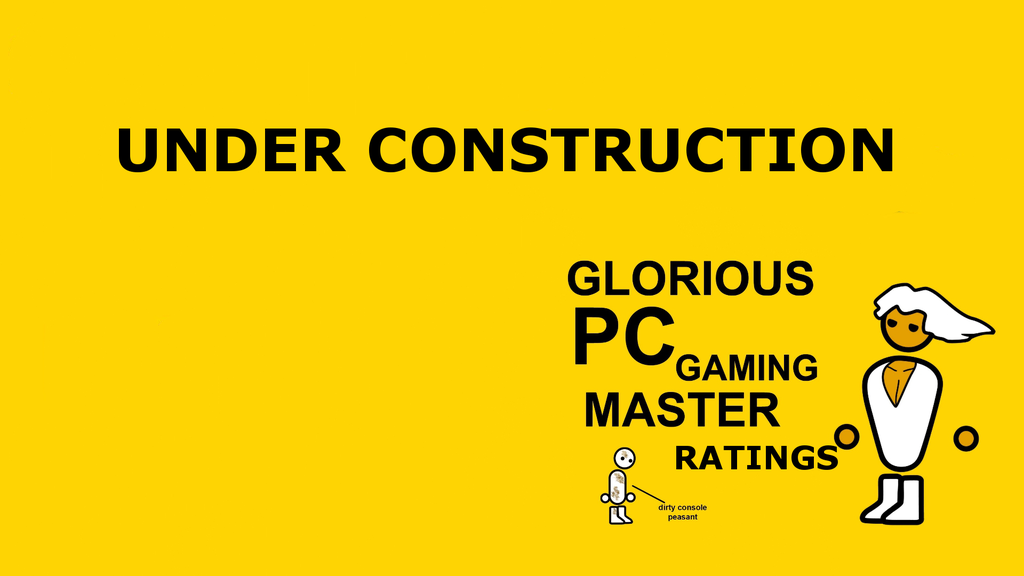 UNDER CONSTRUCTION
GLORIOUS
PC GAMING
MASTER
RATINGS
dirty console
peasant